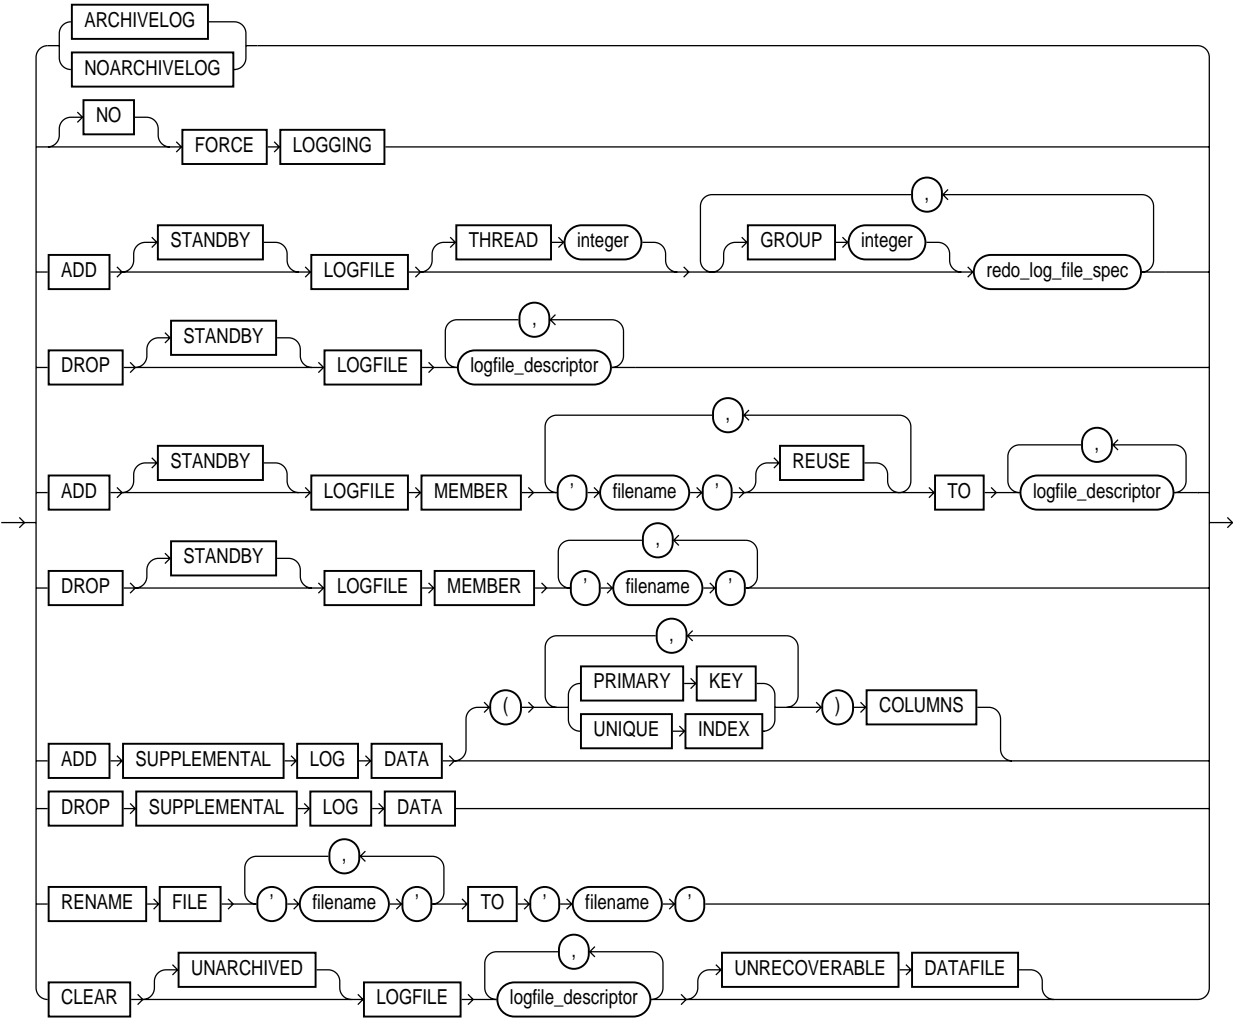 ARCHIVELOG
NOARCHIVELOG
NO
FORCE LOGGING
,
STANDBY THREAD integer GROUP integer
ADD LOGFILE redo_log_file_spec
,
STANDBY
DROP LOGFILE logfile_descriptor
, ,
STANDBY REUSE
ADD LOGFILE MEMBER ' filename ' TO logfile_descriptor
,
STANDBY
DROP LOGFILE MEMBER ' filename '
,
PRIMARY KEY
( ) COLUMNS
UNIQUE INDEX
ADD SUPPLEMENTAL LOG DATA
DROP SUPPLEMENTAL LOG DATA
,
RENAME FILE ' filename ' TO ' filename '
,
UNARCHIVED UNRECOVERABLE DATAFILE
CLEAR LOGFILE logfile_descriptor